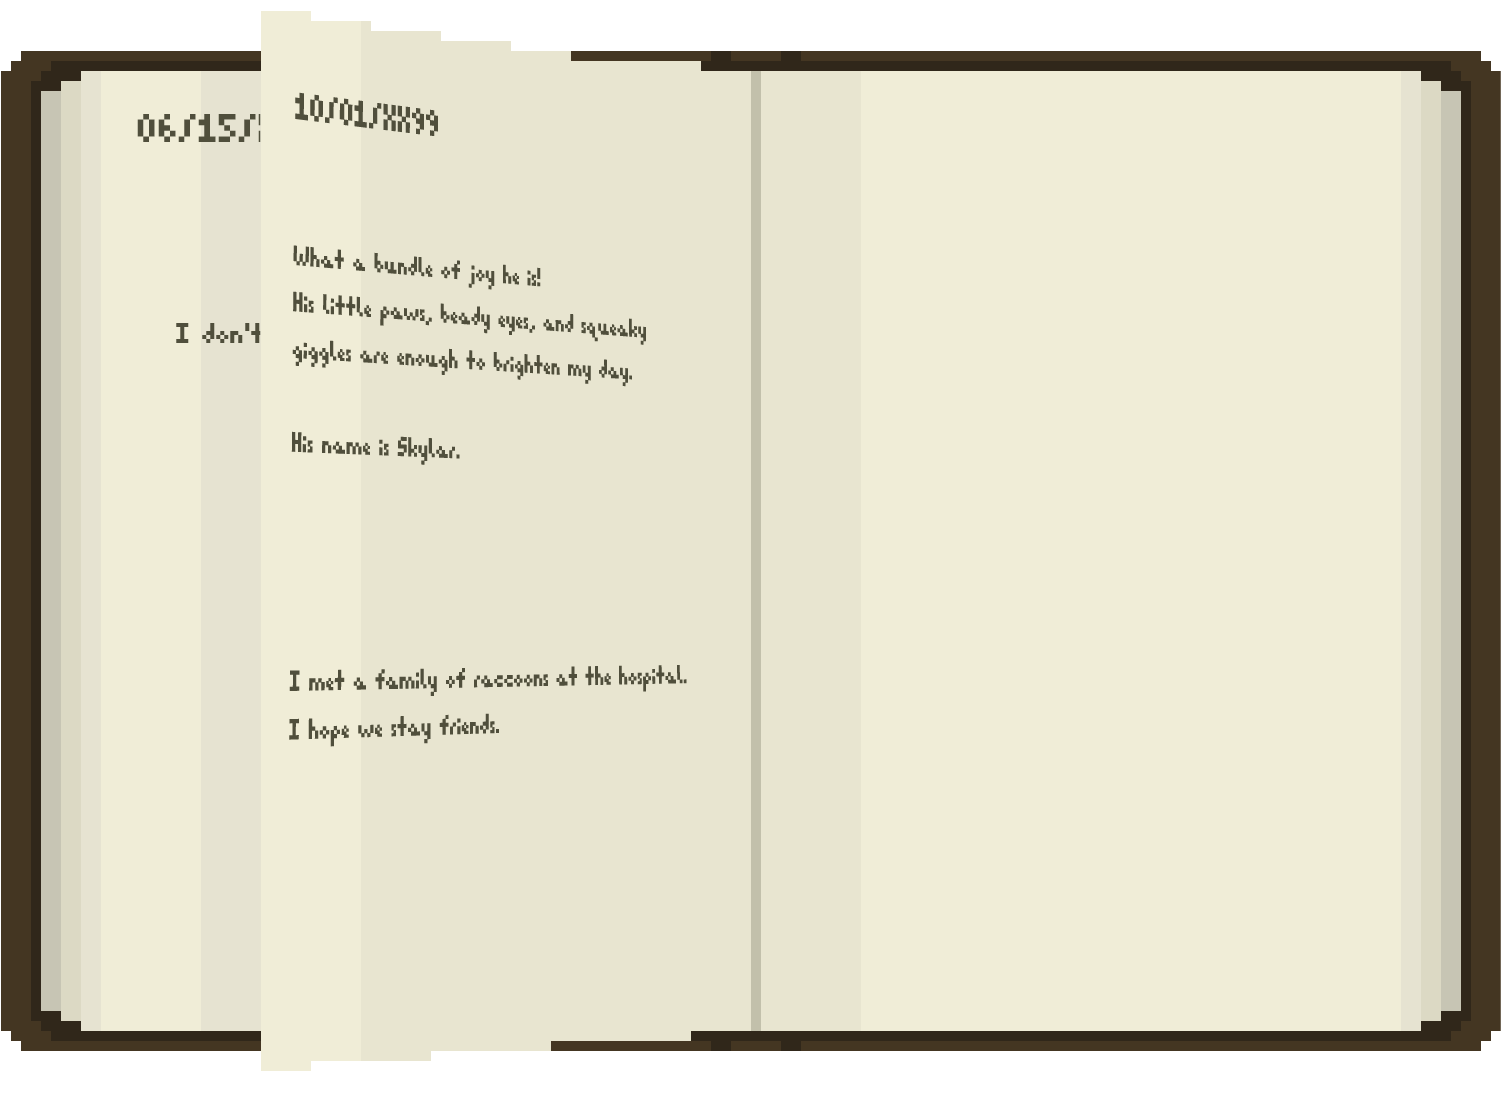 06/15/
I don't
10/01/XX99
What a bundle of joy he is!
His little paws, beady eyes, and squeaky
giggles are enough to brighten my day.
His name is Skylar.
I met a family of raccoons at the hospital.
I hope we stay friends.